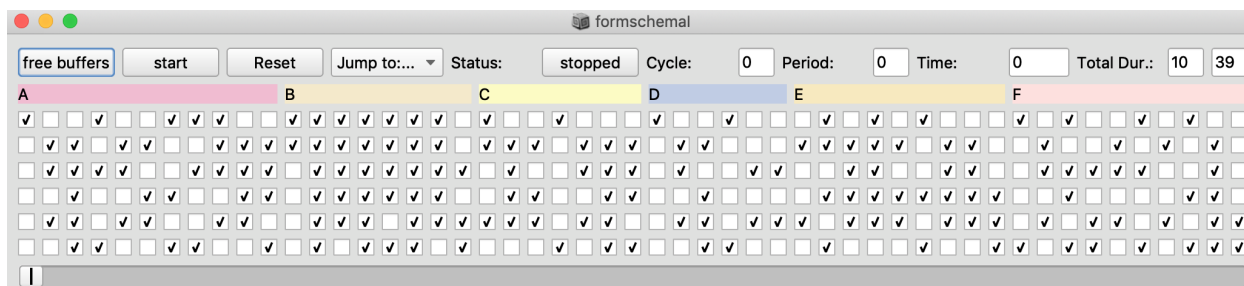 formschemal
free buffers start Reset Jump to:... Status: stopped Cycle: 0 Period: 0 Time: 0 Total Dur.: 10 39
A B C D E F